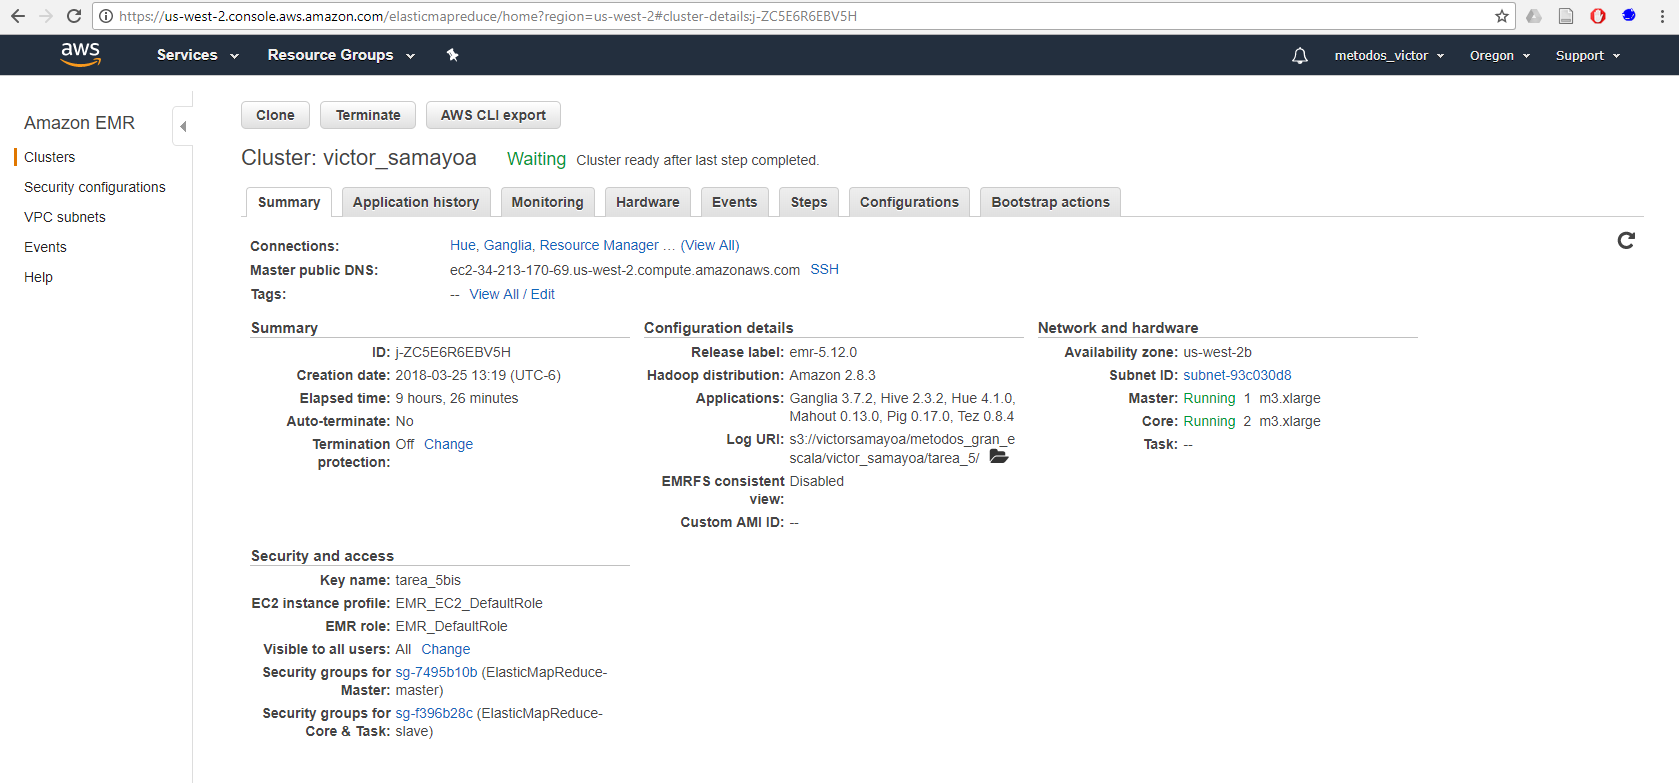 https://us-west-2.console.aws.amazon.com/elasticmapreduce/home?region=us-west-2#cluster-details:j-ZC5E6R6EBV5H
aws Services Resource Groups metodos_victor Oregon Support
Amazon EMR
Clusters
Security configurations
VPC subnets
Events
Help
Clone Terminate AWS CLI export
Cluster: victor_samayoa Waiting Cluster ready after last step completed.
Summary Application history Monitoring Hardware Events Steps Configurations Bootstrap actions
Connections: Hue, Ganglia, Resource Manager … (View All)
Master public DNS: ec2-34-213-170-69.us-west-2.compute.amazonaws.com SSH
Tags: -- View All / Edit
Summary
ID: j-ZC5E6R6EBV5H
Creation date: 2018-03-25 13:19 (UTC-6)
Elapsed time: 9 hours, 26 minutes
Auto-terminate: No
Termination Off Change
protection:
Configuration details
Release label: emr-5.12.0
Hadoop distribution: Amazon 2.8.3
Applications: Ganglia 3.7.2, Hive 2.3.2, Hue 4.1.0,
Mahout 0.13.0, Pig 0.17.0, Tez 0.8.4
Log URI: s3://victorsamayoa/metodos_gran_e
scala/victor_samayoa/tarea_5/
EMRFS consistent Disabled
view:
Custom AMI ID: --
Network and hardware
Availability zone: us-west-2b
Subnet ID: subnet-93c030d8
Master: Running 1 m3.xlarge
Core: Running 2 m3.xlarge
Task: --
Security and access
Key name: tarea_5bis
EC2 instance profile: EMR_EC2_DefaultRole
EMR role: EMR_DefaultRole
Visible to all users: All Change
Security groups for sg-7495b10b (ElasticMapReduce-
Master: master)
Security groups for sg-f396b28c (ElasticMapReduce-
Core & Task: slave)